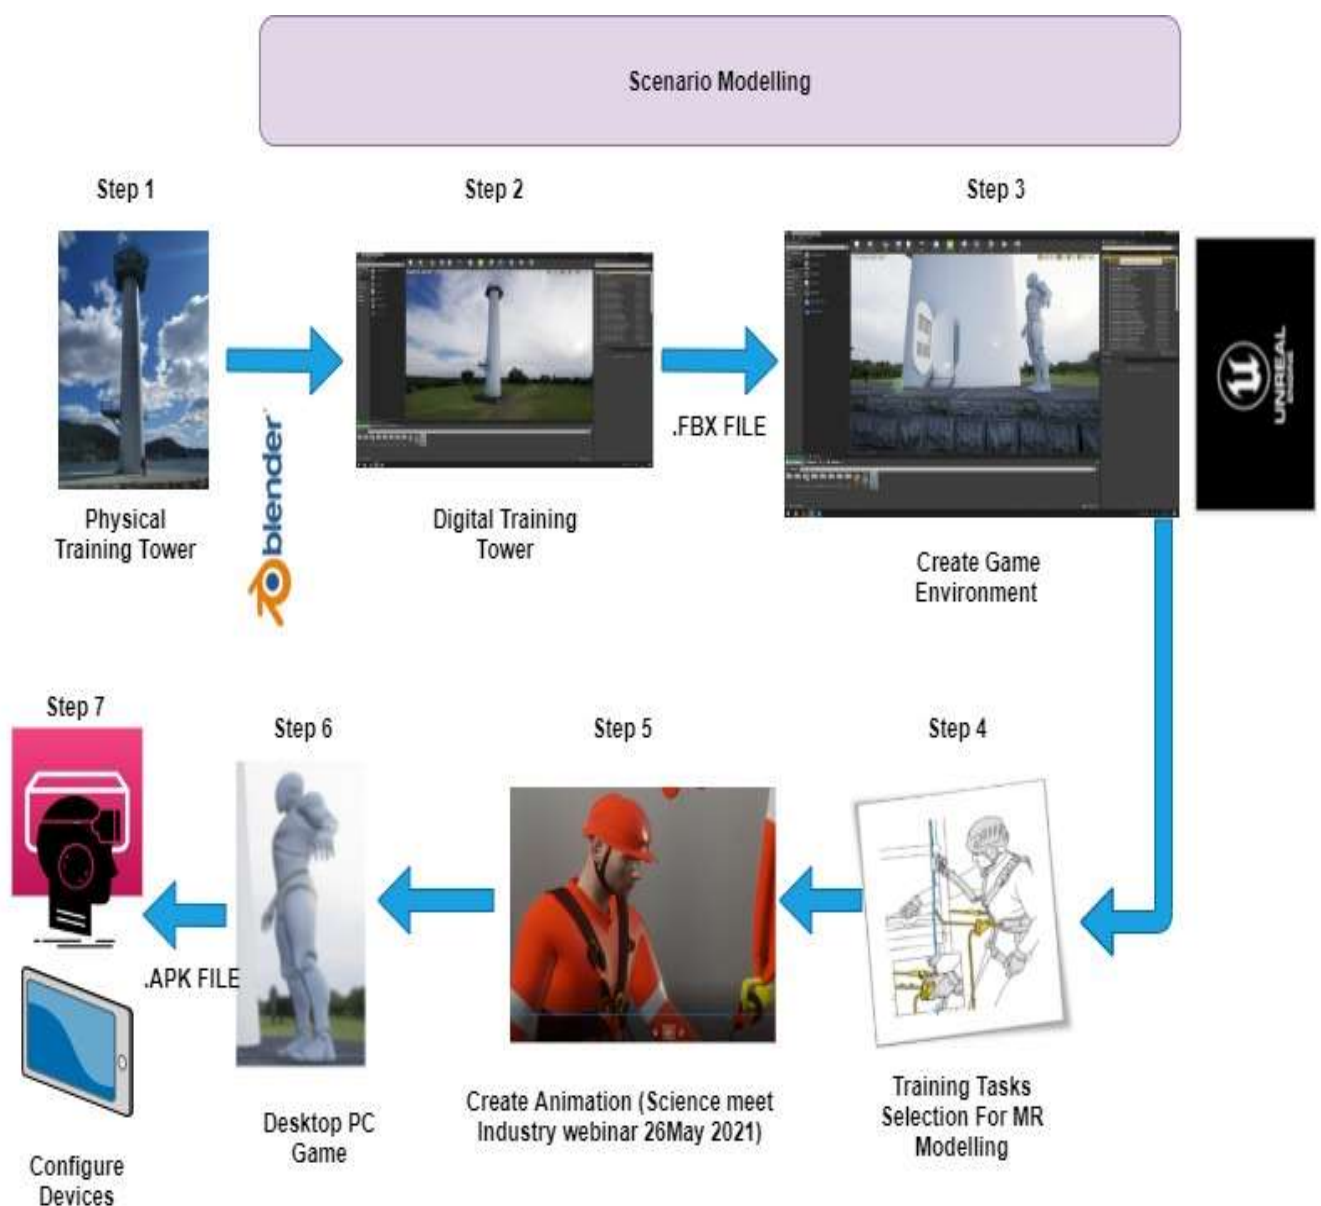 Scenario Modelling
Step 1
Step 2
Step 3
.FBX FILE
blender
UNREAL
ENGINE
Physical
Training Tower
Digital Training
Tower
Create Game
Environment
Step 7
Step 6
Step 5
Step 4
.APK FILE
Configure
Devices
Desktop PC
Game
Create Animation (Science meet
Industry webinar 26May 2021)
Training Tasks
Selection For MR
Modelling